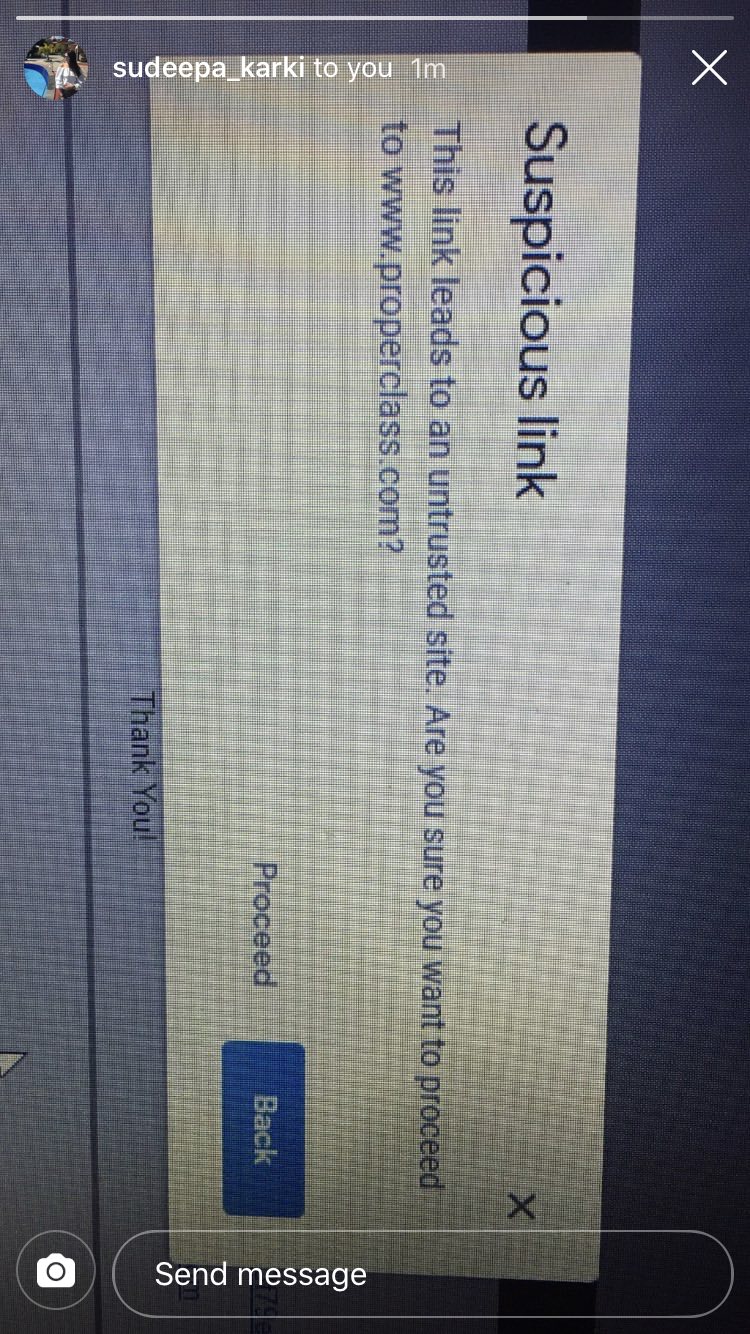 sudeepa_karki to you 1m
Suspicious link
This link leads to an untrusted site. Are you sure you want to proceed
to www.properclass.com?
Proceed
Back
Thank You!
Send message